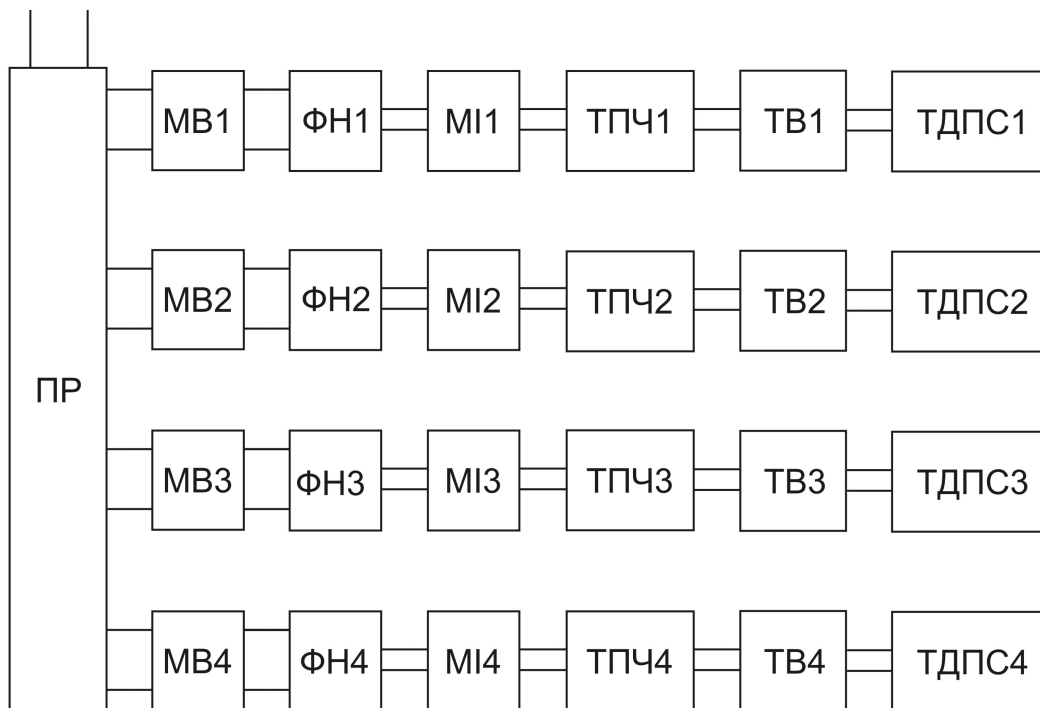 МВ1 ФН1 МІ1 ТПЧ1 ТВ1 ТДПС1
МВ2 ФН2 МІ2 ТПЧ2 ТВ2 ТДПС2
ПР
МВ3 ФН3 МІ3 ТПЧ3 ТВ3 ТДПС3
МВ4 ФН4 МІ4 ТПЧ4 ТВ4 ТДПС4